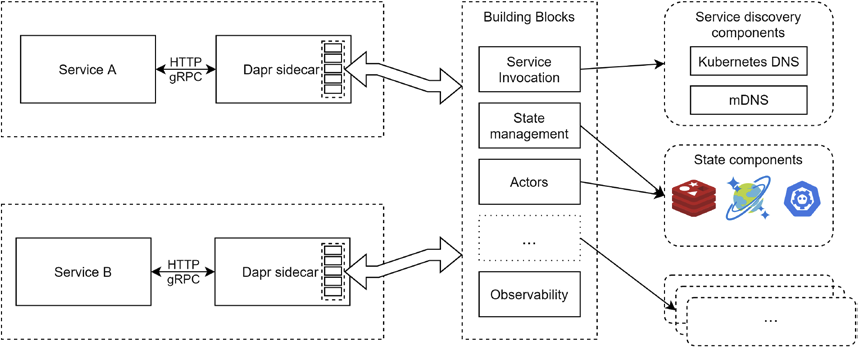 Service A
HTTP
gRPC
Dapr sidecar
Service B
HTTP
gRPC
Dapr sidecar
Building Blocks
Service
Invocation
State
management
Actors
...
Observability
Service discovery
components
Kubernetes DNS
mDNS
State components
...